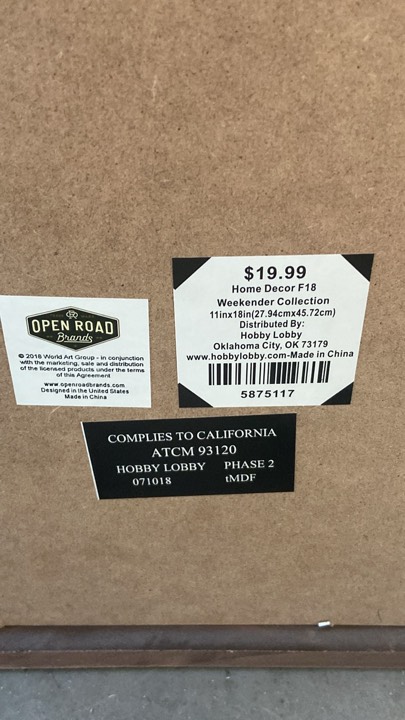 OPEN ROAD
Brands
© 2018 World Art Group - in conjunction
with the marketing, sale and distribution
of the licensed products under the terms
of this Agreement
www.openroadbrands.com
Designed in the United States
Made in China
$19.99
Home Decor F18
Weekender Collection
11inx18in(27.94cmx45.72cm)
Distributed By:
Hobby Lobby
Oklahoma City, OK 73179
www.hobbylobby.com-Made in China
5875117
COMPLIES TO CALIFORNIA
ATCM 93120
HOBBY LOBBY PHASE 2
071018 tMDF